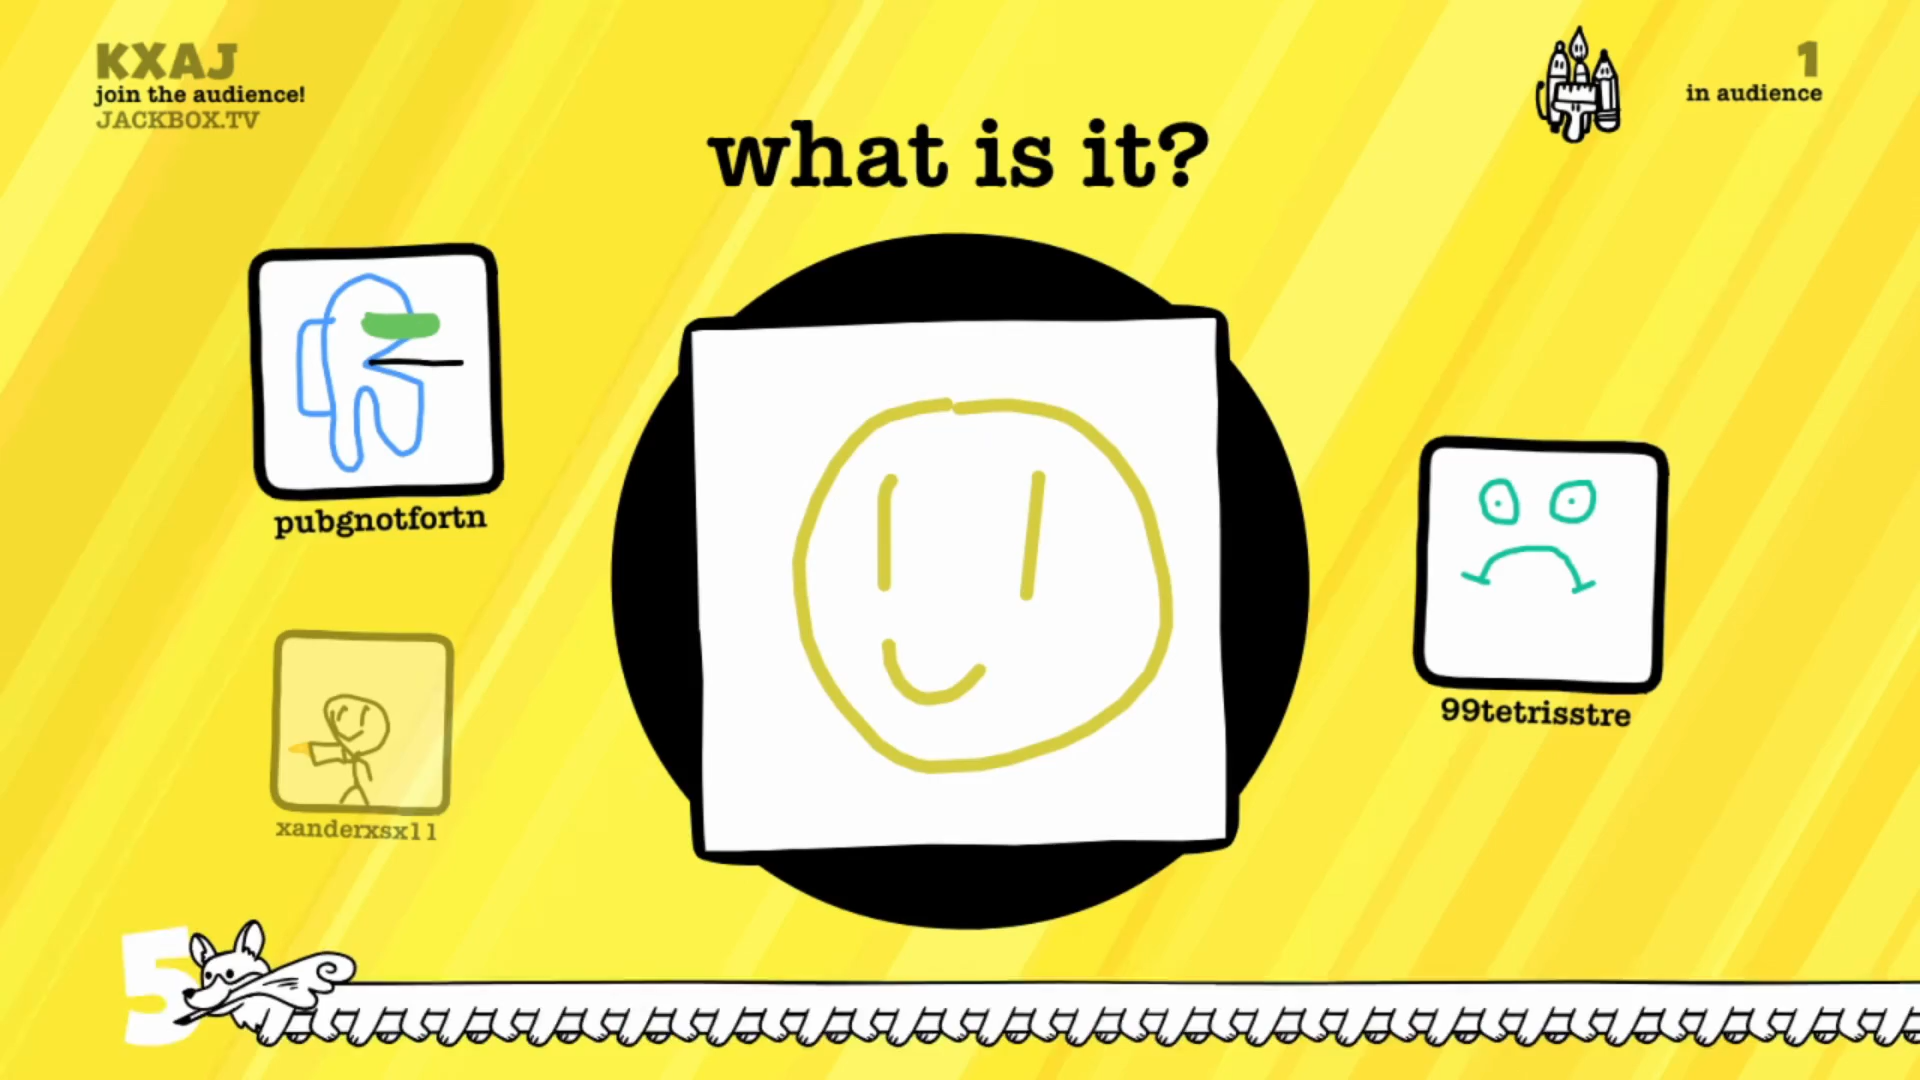 KXAJ
join the audience!
JACKBOX.TV
1
in audience
what is it?
pubgnotfortn
99tetrisstre
xanderxsx11
5